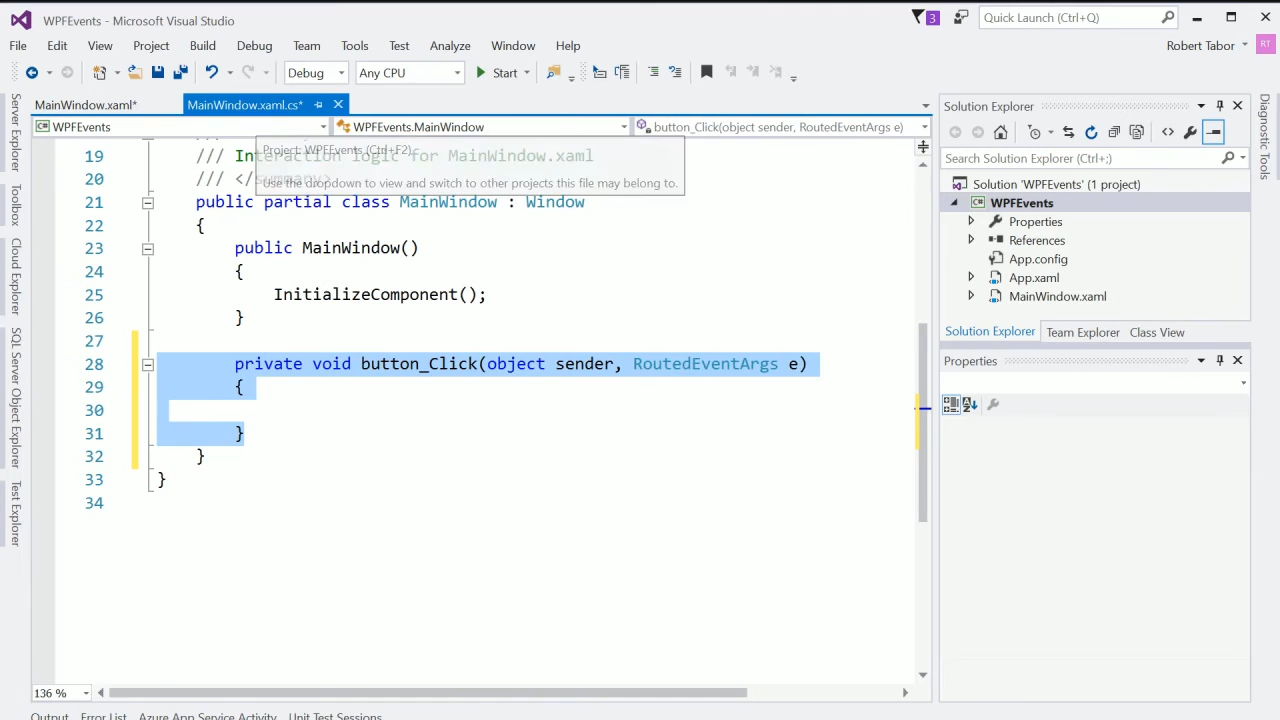 WPFEvents - Microsoft Visual Studio
3
Quick Launch (Ctrl+Q)
File Edit View Project Build Debug Team Tools Test Analyze Window Help
Robert Tabor
RT
Debug
Any CPU
Start
MainWindow.xaml*
MainWindow.xaml.cs*
WPFEvents
WPFEvents.MainWindow
button_Click(object sender, RoutedEventArgs e)
Project: WPFEvents (Ctrl+F2)
Use the dropdown to view and switch to other projects this file may belong to.
19 /// Interaction logic for MainWindow.xaml
20 /// </summary>
21 public partial class MainWindow : Window
22 {
23 public MainWindow()
24 {
25 InitializeComponent();
26 }
27
28 private void button_Click(object sender, RoutedEventArgs e)
29 {
30
31 }
32 }
33 }
34
136 %
Output Error List Azure App Service Activity Unit Test Sessions
Server Explorer
Toolbox
Cloud Explorer
SQL Server Object Explorer
Test Explorer
Solution Explorer
Search Solution Explorer (Ctrl+;)
Solution 'WPFEvents' (1 project)
C# WPFEvents
Properties
References
App.config
App.xaml
MainWindow.xaml
Solution Explorer Team Explorer Class View
Properties
Diagnostic Tools